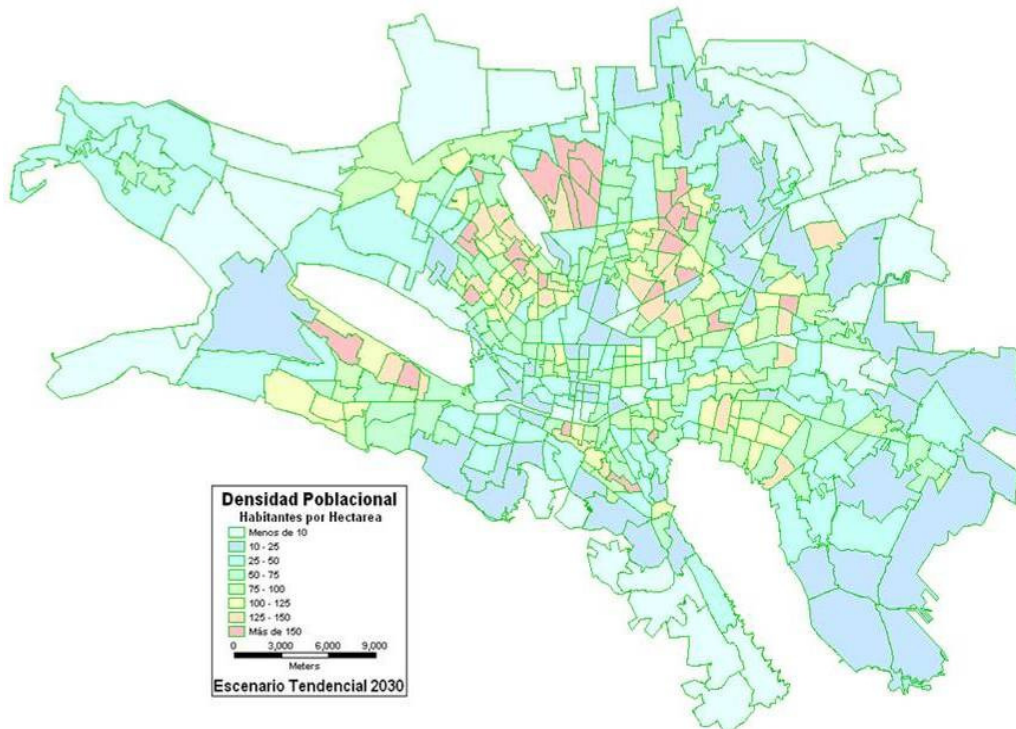 Densidad Poblacional
Habitantes por Hectarea
Menos de 10
10 - 25
25 - 50
50 - 75
75 - 100
100 - 125
125 - 150
Más de 150
0 3,000 6,000 9,000
Meters
Escenario Tendencial 2030